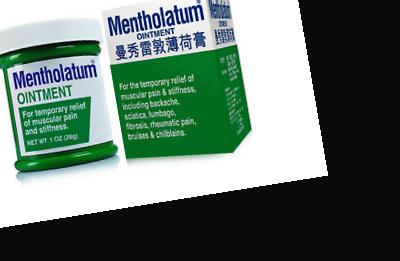 Mentholatum®
OINTMENT
For temporary relief
of muscular pain
and stiffness.
NET WT 1 OZ (28g)
Mentholatum®
OINTMENT
曼秀雷敦薄荷膏
For the temporary relief of
muscular pain & stiffness,
including backache,
sciatica, lumbago,
fibrosis, rheumatic pain,
bruises & chilblains.